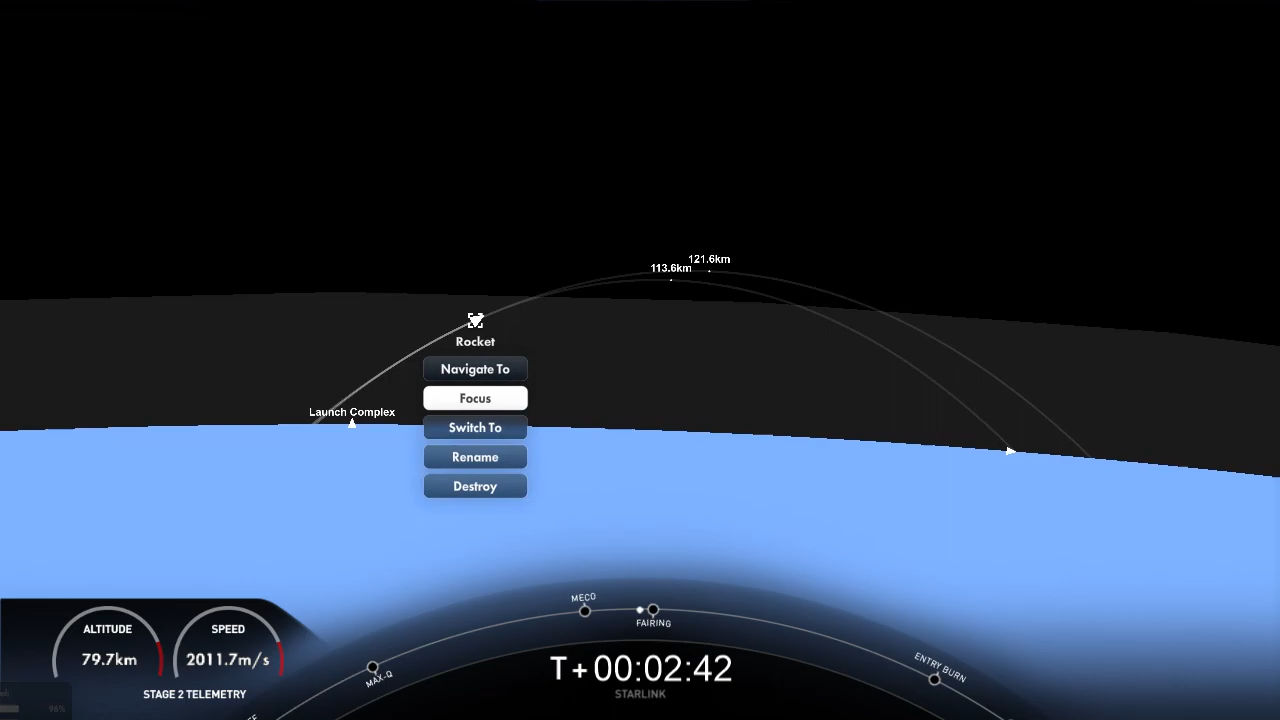 121.6km
113.6km
Rocket
Navigate To
Focus
Launch Complex
Switch To
Rename
Destroy
MECO
FAIRING
ALTITUDE
SPEED
79.7km
2011.7m/s
STAGE 2 TELEMETRY
MAX-Q
T+00:02:42
STARLINK
ENTRY BURN
96%